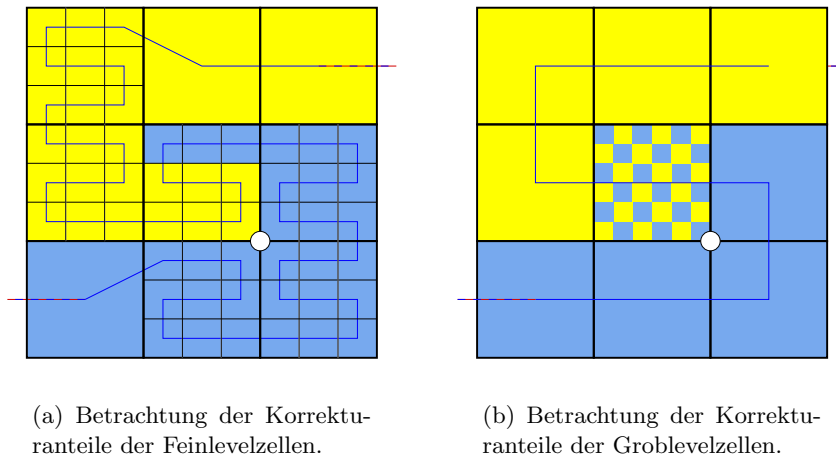 (a) Betrachtung der Korrektu-
ranteile der Feinlevelzellen.
(b) Betrachtung der Korrektu-
ranteile der Groblevelzellen.